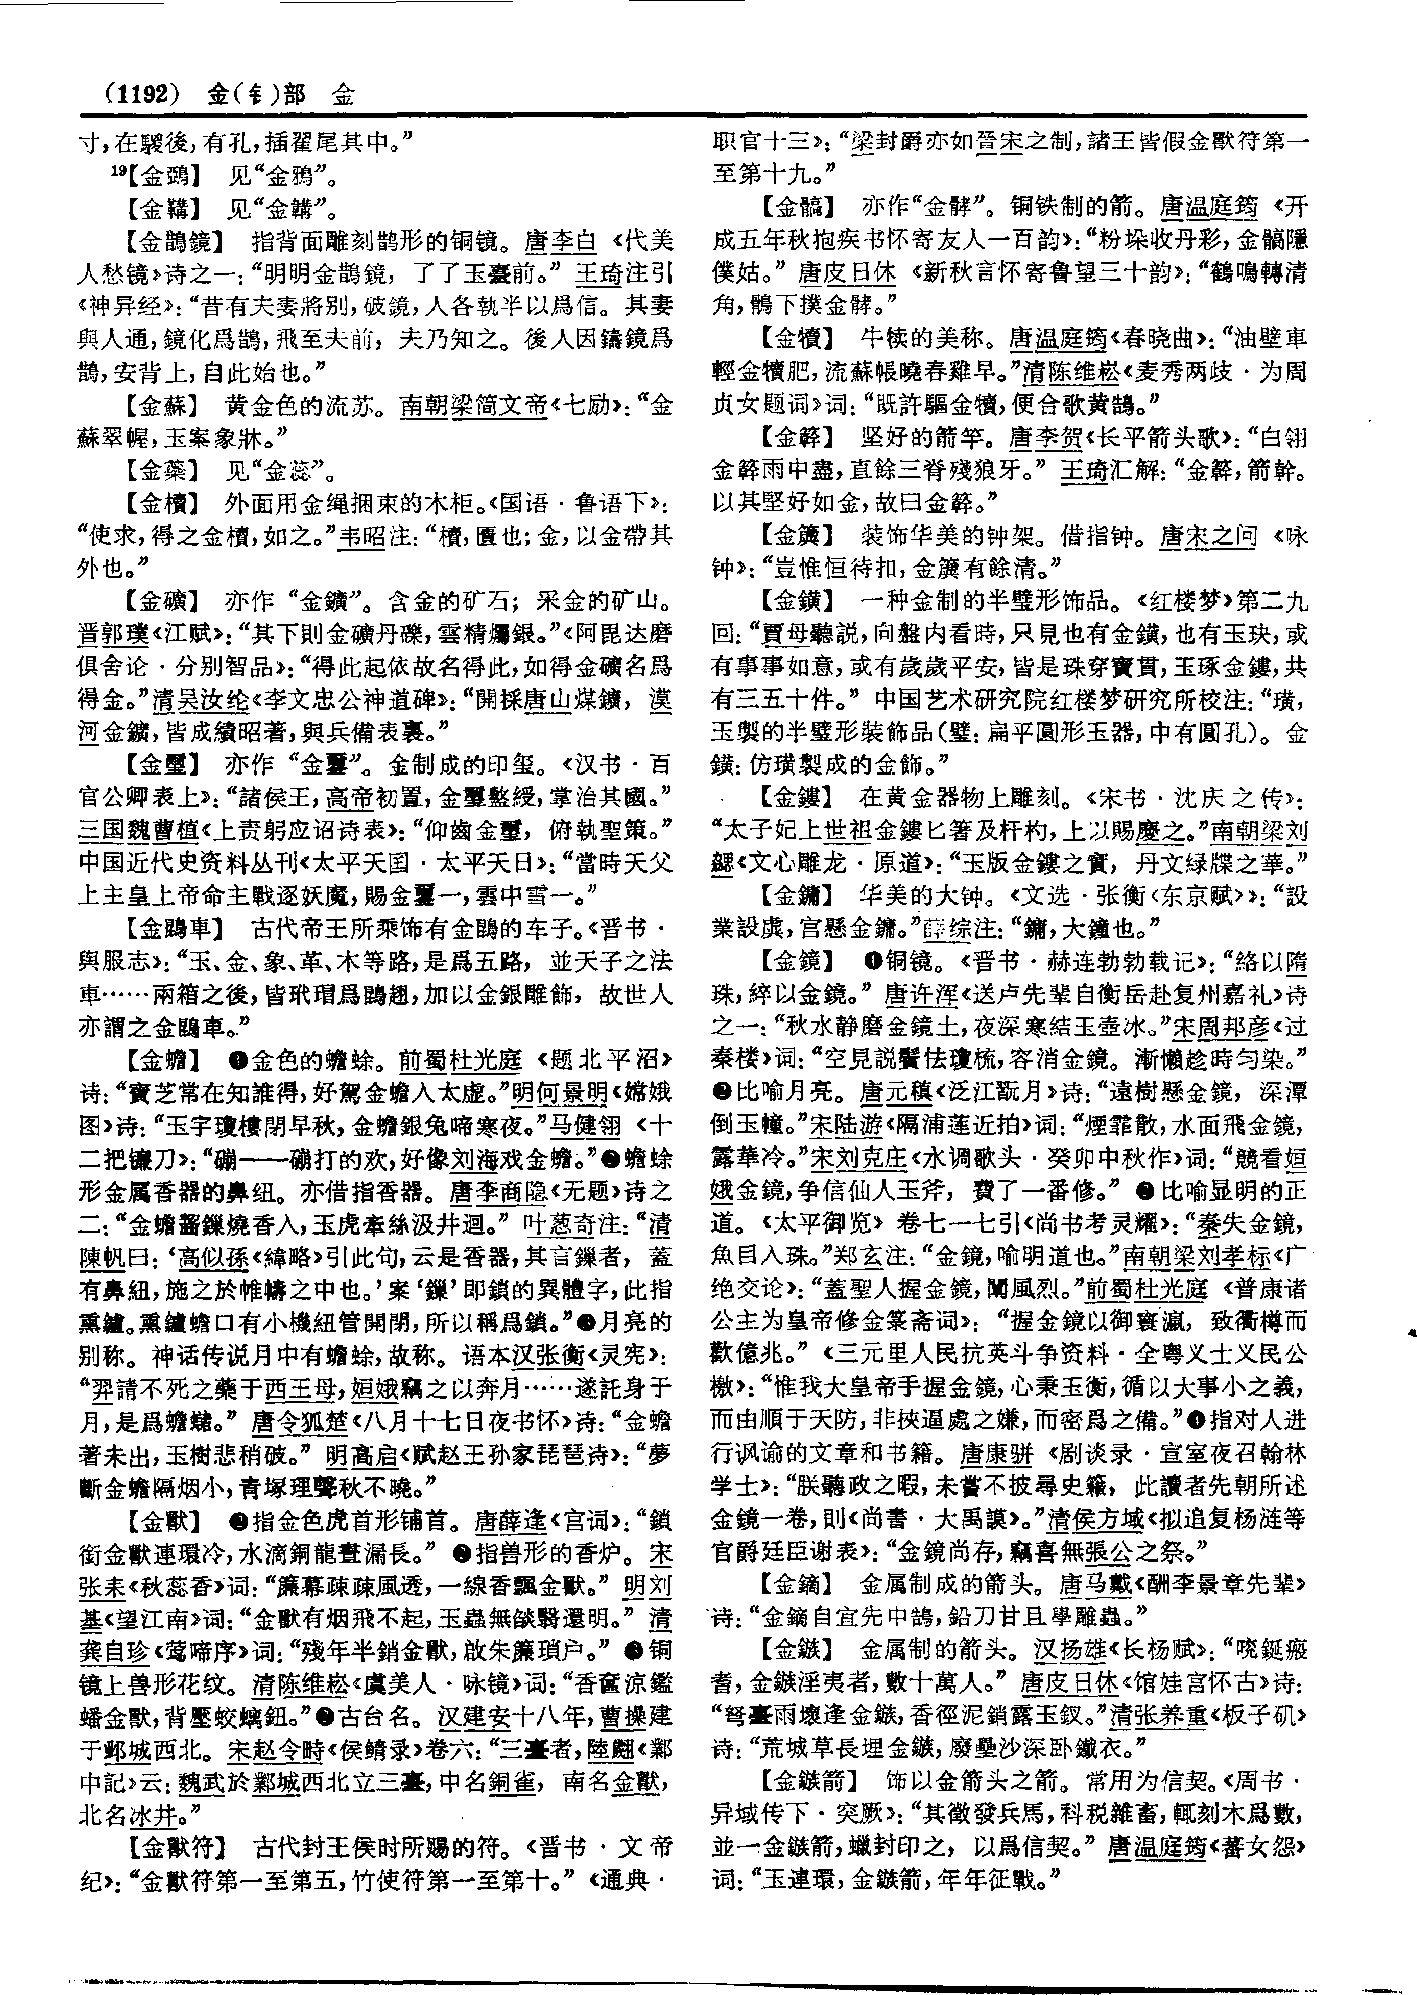 (1192) 金(钅)部 金
寸，在騣後，有孔，插翟尾其中。”
19【金鵶】 见“金鸦”。
【金鞲】 见“金韝”。
【金鵲鏡】 指背面雕刻鹊形的铜镜。唐李白《代美
人愁镜》诗之一：“明明金鵲鏡，了了玉臺前。”王琦注引
《神异经》：“昔有夫妻將别，破鏡，人各執半以爲信。其妻
與人通，鏡化爲鵲，飛至夫前，夫乃知之。後人因鑄鏡爲
鵲，安背上，自此始也。”
【金蘇】 黄金色的流苏。南朝梁简文帝《七励》：“金
蘇翠幄，玉案象牀。”
【金蘂】 见“金蕊”。
【金櫝】 外面用金绳捆束的木柜。《国语·鲁语下》：
“使求，得之金櫝，如之。”韦昭注：“櫝，匱也；金，以金帶其
外也。”
【金礦】 亦作“金鑛”。含金的矿石；采金的矿山。
晋郭璞《江赋》：“其下則金礦丹礫，雲精爥銀。”《阿毘达磨
俱舍论·分别智品》：“得此起依故名得此，如得金礦名爲
得金。”清吴汝纶《李文忠公神道碑》：“開採唐山煤鑛，漠
河金鑛，皆成績昭著，與兵備表裏。”
【金璽】 亦作“金壐”。金制成的印玺。《汉书·百
官公卿表上》：“諸侯王，高帝初置，金璽盭綬，掌治其國。”
三国魏曹植《上责躬应诏诗表》：“仰齒金璽，俯執聖策。”
中国近代史资料丛刊《太平天囯·太平天日》：“當時天父
上主皇上帝命主戰逐妖魔，賜金壐一，雲中雪一。”
【金鵾車】 古代帝王所乘饰有金鵾的车子。《晋书·
舆服志》：“玉、金、象、革、木等路，是爲五路，並天子之法
車……兩箱之後，皆玳瑁爲鵾翅，加以金銀雕飾，故世人
亦謂之金鵾車。”
【金蟾】 ❶金色的蟾蜍。前蜀杜光庭《题北平沼》
诗：“寶芝常在知誰得，好駕金蟾入太虚。”明何景明《嫦娥
图》诗：“玉宇瓊樓閉早秋，金蟾銀兔啼寒夜。”马健翎《十
二把镰刀》：“硼——硼打的欢，好像刘海戏金蟾。”❷蟾蜍
形金属香器的鼻纽。亦借指香器。唐李商隐《无题》诗之
二：“金蟾齧鏁燒香入，玉虎牽絲汲井迴。”叶葱奇注：“清
陳帆曰：‘高似孫《緯略》引此句，云是香器，其言鏁者，蓋
有鼻紐，施之於帷幬之中也。’案‘鏁’即鎖的異體字，此指
熏鑪。熏鑪蟾口有小機紐管開閉，所以稱爲鎖。”❸月亮的
别称。神话传说月中有蟾蜍，故称。语本汉张衡《灵宪》：
“羿請不死之藥于西王母，姮娥竊之以奔月……遂託身于
月，是爲蟾蠩。”唐令狐楚《八月十七日夜书怀》诗：“金蟾
著未出，玉樹悲稍破。”明高启《赋赵王孙家琵琶诗》：“夢
斷金蟾隔烟小，青塚理聲秋不曉。”
【金獸】 ❶指金色虎首形铺首。唐薛逢《宫词》：“鎖
銜金獸連環冷，水滴銅龍晝漏長。”❷指兽形的香炉。宋
张耒《秋蕊香》词：“簾幕疎疎風透，一線香飄金獸。”明刘
基《望江南》词：“金獸有烟飛不起，玉蟲無燄翳還明。”清
龚自珍《莺啼序》词：“殘年半銷金獸，啟朱簾瑣户。”❸铜
镜上兽形花纹。清陈维崧《虞美人·咏镜》词：“香奩涼鑑
蟠金獸，背壓蛟螭鈕。”❹古台名。汉建安十八年，曹操建
于邺城西北。宋赵令畤《侯鲭录》卷六：“三臺者，陸翽《鄴
中記》云：魏武於鄴城西北立三臺，中名銅雀，南名金獸，
北名冰井。”
【金獸符】 古代封王侯时所赐的符。《晋书·文帝
纪》：“金獸符第一至第五，竹使符第一至第十。”《通典·
职官十三》：“梁封爵亦如晉宋之制，諸王皆假金獸符第一
至第十九。”
【金髇】 亦作“金骹”。铜铁制的箭。唐温庭筠《开
成五年秋抱疾书怀寄友人一百韵》：“粉垛收丹彩，金髇隱
僕姑。”唐皮日休《新秋言怀寄鲁望三十韵》：“鶴鳴轉清
角，鶻下撲金骹。”
【金犢】 牛犊的美称。唐温庭筠《春晓曲》：“油壁車
輕金犢肥，流蘇帳曉春雞早。”清陈维崧《麦秀两歧·为周
贞女题词》词：“既許驅金犢，便合歌黄鵠。”
【金簳】 坚好的箭竿。唐李贺《长平箭头歌》：“白翎
金簳雨中盡，直餘三脊殘狼牙。”王琦汇解：“金簳，箭幹。
以其堅好如金，故曰金簳。”
【金簴】 装饰华美的钟架。借指钟。唐宋之问《咏
钟》：“豈惟恒待扣，金簴有餘清。”
【金鐄】 一种金制的半璧形饰品。《红楼梦》第二九
回：“賈母聽説，向盤内看時，只見也有金鐄，也有玉玦，或
有事事如意，或有歲歲平安，皆是珠穿寶貫，玉琢金鏤，共
有三五十件。”中国艺术研究院红楼梦研究所校注：“璜，
玉製的半璧形裝飾品（璧：扁平圓形玉器，中有圓孔）。金
鐄：仿璜製成的金飾。”
【金鏤】 在黄金器物上雕刻。《宋书·沈庆之传》：
“太子妃上世祖金鏤匕箸及杅杓，上以賜慶之。”南朝梁刘
勰《文心雕龙·原道》：“玉版金鏤之實，丹文緑牒之華。”
【金鏞】 华美的大钟。《文选·张衡〈东京赋〉》：“設
業設虡，宫懸金鏞。”薛综注：“鏞，大鐘也。”
【金鏡】 ❶铜镜。《晋书·赫连勃勃载记》：“絡以隋
珠，綷以金鏡。”唐许浑《送卢先辈自衡岳赴复州嘉礼》诗
之一：“秋水静磨金鏡土，夜深寒结玉壺冰。”宋周邦彦《过
秦楼》词：“空見説鬢怯瓊梳，容消金鏡。漸懶趁時匀染。”
❷比喻月亮。唐元稹《泛江翫月》诗：“遠樹懸金鏡，深潭
倒玉幢。”宋陆游《隔浦莲近拍》词：“煙霏散，水面飛金鏡，
露華冷。”宋刘克庄《水调歌头·癸卯中秋作》词：“競看姮
娥金鏡，争信仙人玉斧，費了一番修。”❸比喻显明的正
道。《太平御览》卷七一七引《尚书考灵耀》：“秦失金鏡，
魚目入珠。”郑玄注：“金鏡，喻明道也。”南朝梁刘孝标《广
绝交论》：“蓋聖人握金鏡，闡風烈。”前蜀杜光庭《普康诸
公主为皇帝修金箓斋词》：“握金鏡以御寰瀛，致衢樽而
歡億兆。”《三元里人民抗英斗争资料·全粤义士义民公
檄》：“惟我大皇帝手握金鏡，心秉玉衡，循以大事小之義，
而由順于天防，非挾逼處之嫌，而密爲之備。”❹指对人进
行讽谕的文章和书籍。唐康骈《剧谈录·宣室夜召翰林
学士》：“朕聽政之暇，未嘗不披尋史籍，此讀者先朝所述
金鏡一卷，則《尚書·大禹謨》。”清侯方域《拟追复杨涟等
官爵廷臣谢表》：“金鏡尚存，竊喜無張公之祭。”
【金鏑】 金属制成的箭头。唐马戴《酬李景章先辈》
诗：“金鏑自宜先中鵠，鉛刀甘且學雕蟲。”
【金鏃】 金属制的箭头。汉扬雄《长杨赋》：“㕙鋋瘢
耆，金鏃淫夷者，數十萬人。”唐皮日休《馆娃宫怀古》诗：
“弩臺雨壞逢金鏃，香徑泥銷露玉釵。”清张养重《板子矶》
诗：“荒城草長埋金鏃，廢壘沙深卧鐵衣。”
【金鏃箭】 饰以金箭头之箭。常用为信契。《周书·
异域传下·突厥》：“其徵發兵馬，科税雜畜，輒刻木爲數，
並一金鏃箭，蠟封印之，以爲信契。”唐温庭筠《蕃女怨》
词：“玉連環，金鏃箭，年年征戰。”